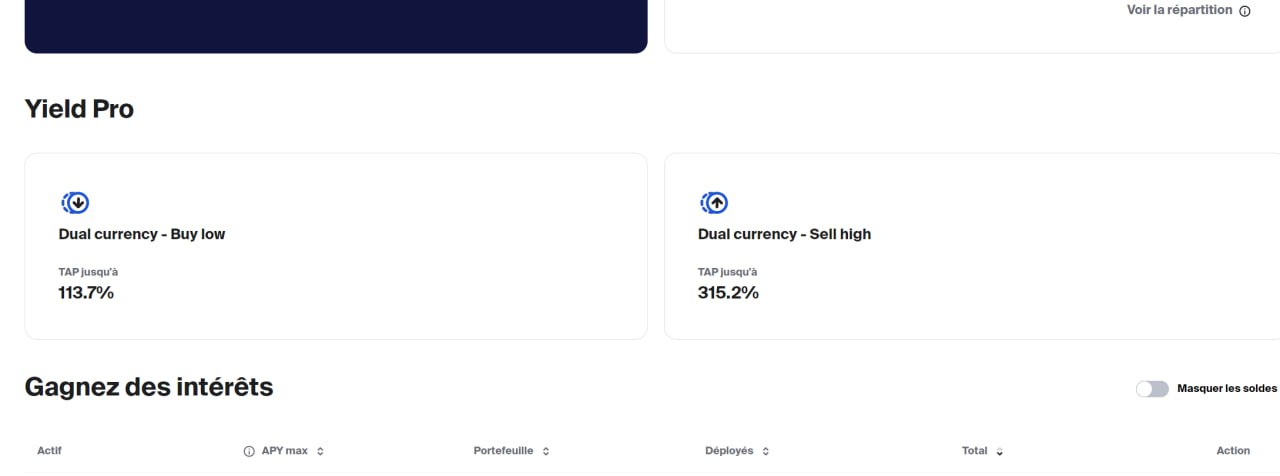 Voir la répartition
Yield Pro
Dual currency - Buy low
TAP jusqu'à
113.7%
Dual currency - Sell high
TAP jusqu'à
315.2%
Gagnez des intérêts
Masquer les soldes
Actif APY max Portefeuille Déployés Total Action